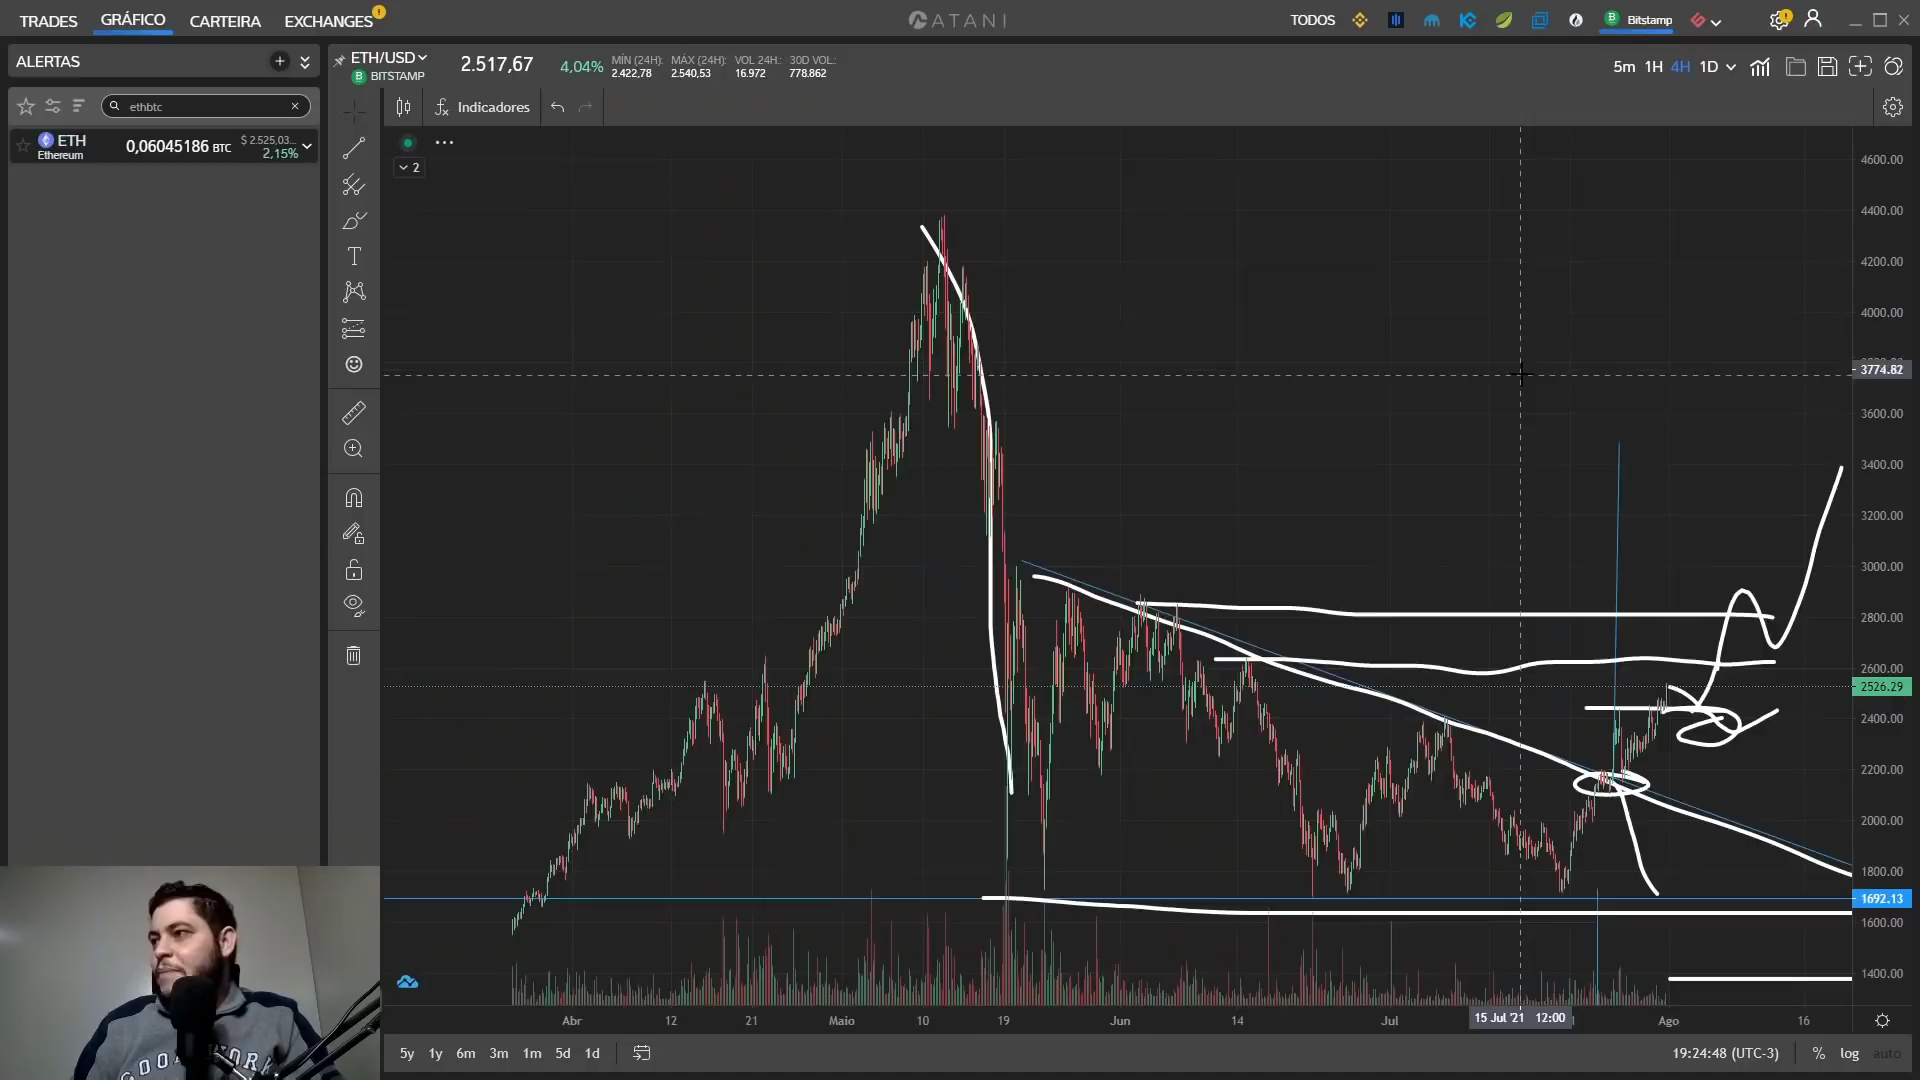 TRADES GRÁFICO CARTEIRA EXCHANGES
ATANI
TODOS Bitstamp
ALERTAS
ETH/USD
BITSTAMP
2.517,67
4,04%
MÍN (24H): MÁX (24H): VOL 24H.: 30D VOL.:
2.422,78 2.540,53 16.972 778.862
5m 1H 4H 1D
ethbtc
Indicadores
ETH 0,06045186 BTC $ 2.525,03...
Ethereum 2,15%
2
4600.00
4400.00
4200.00
4000.00
3774.82
3600.00
3400.00
3200.00
3000.00
2800.00
2600.00
2526.29
2400.00
2200.00
2000.00
1800.00
1692.13
1600.00
1400.00
Abr 12 21 Maio 10 19 Jun 14 Jul 15 Jul '21 12:00 Ago 16
5y 1y 6m 3m 1m 5d 1d
19:24:48 (UTC-3) % log auto